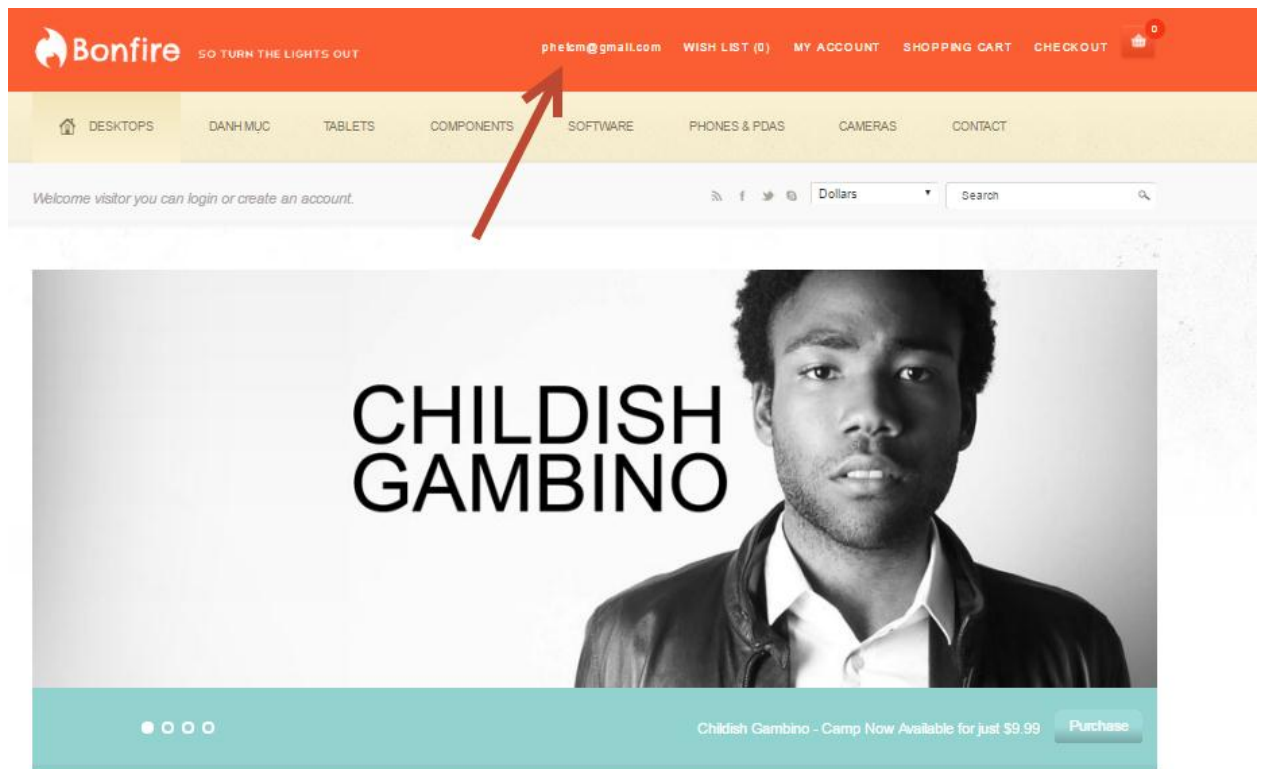 Bonfire SO TURN THE LIGHTS OUT phelcm@gmail.com WISH LIST (0) MY ACCOUNT SHOPPING CART CHECKOUT 0
DESKTOPS DANH MỤC TABLETS COMPONENTS SOFTWARE PHONES & PDAS CAMERAS CONTACT
Welcome visitor you can login or create an account. Dollars Search
CHILDISH
GAMBINO
Childish Gambino - Camp Now Available for just $9.99 Purchase